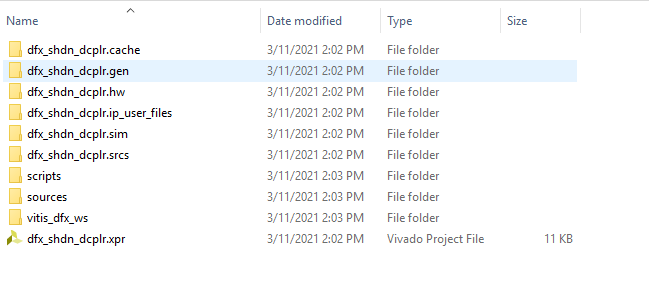 Name Date modified Type Size
dfx_shdn_dcplr.cache 3/11/2021 2:02 PM File folder
dfx_shdn_dcplr.gen 3/11/2021 2:02 PM File folder
dfx_shdn_dcplr.hw 3/11/2021 2:02 PM File folder
dfx_shdn_dcplr.ip_user_files 3/11/2021 2:02 PM File folder
dfx_shdn_dcplr.sim 3/11/2021 2:02 PM File folder
dfx_shdn_dcplr.srcs 3/11/2021 2:02 PM File folder
scripts 3/11/2021 2:03 PM File folder
sources 3/11/2021 2:03 PM File folder
vitis_dfx_ws 3/11/2021 2:03 PM File folder
dfx_shdn_dcplr.xpr 3/11/2021 2:02 PM Vivado Project File 11 KB